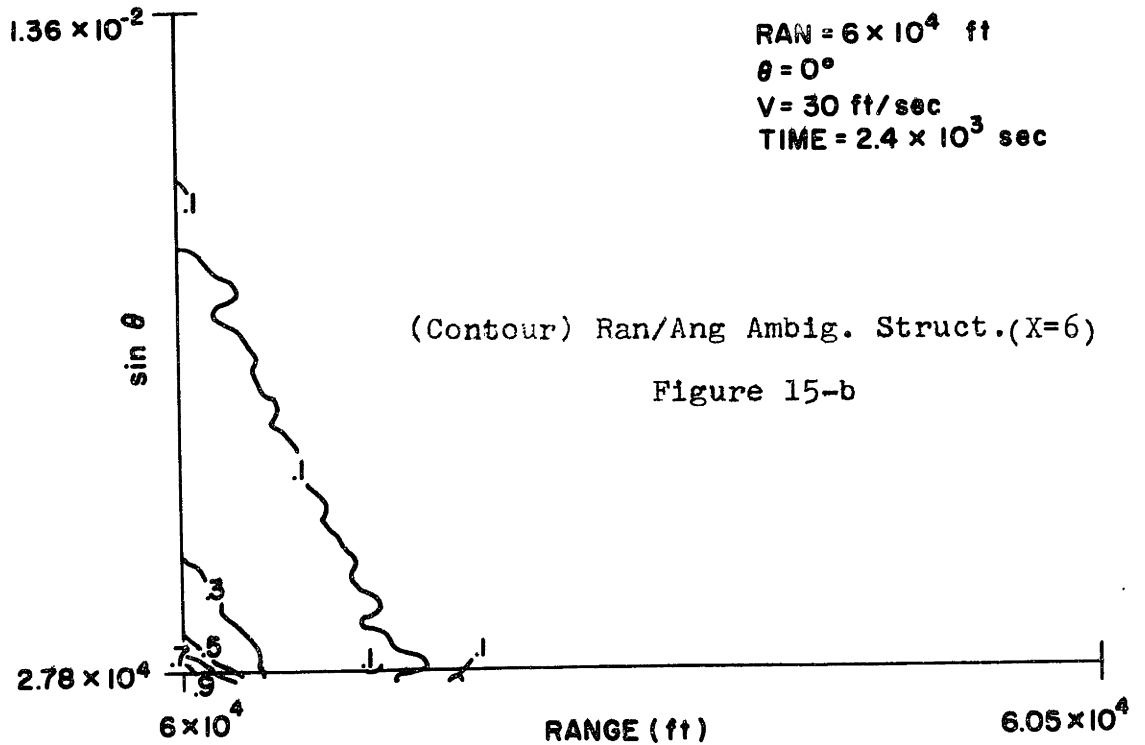 1.36 × 10⁻²
RAN = 6 × 10⁴ ft
θ = 0°
V = 30 ft/sec
TIME = 2.4 × 10³ sec
.1
sin θ
(Contour) Ran/Ang Ambig. Struct.(X=6)
Figure 15-b
.1
.3
.5
.7
.9
.1
.1
2.78 × 10⁴
6 × 10⁴
RANGE (ft)
6.05 × 10⁴